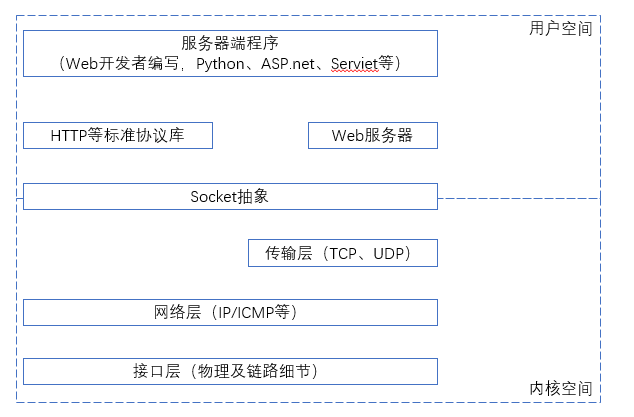 用户空间
服务器端程序
（Web开发者编写，Python、ASP.net、Serviet等）
HTTP等标准协议库
Web服务器
Socket抽象
传输层（TCP、UDP）
网络层（IP/ICMP等）
接口层（物理及链路细节）
内核空间